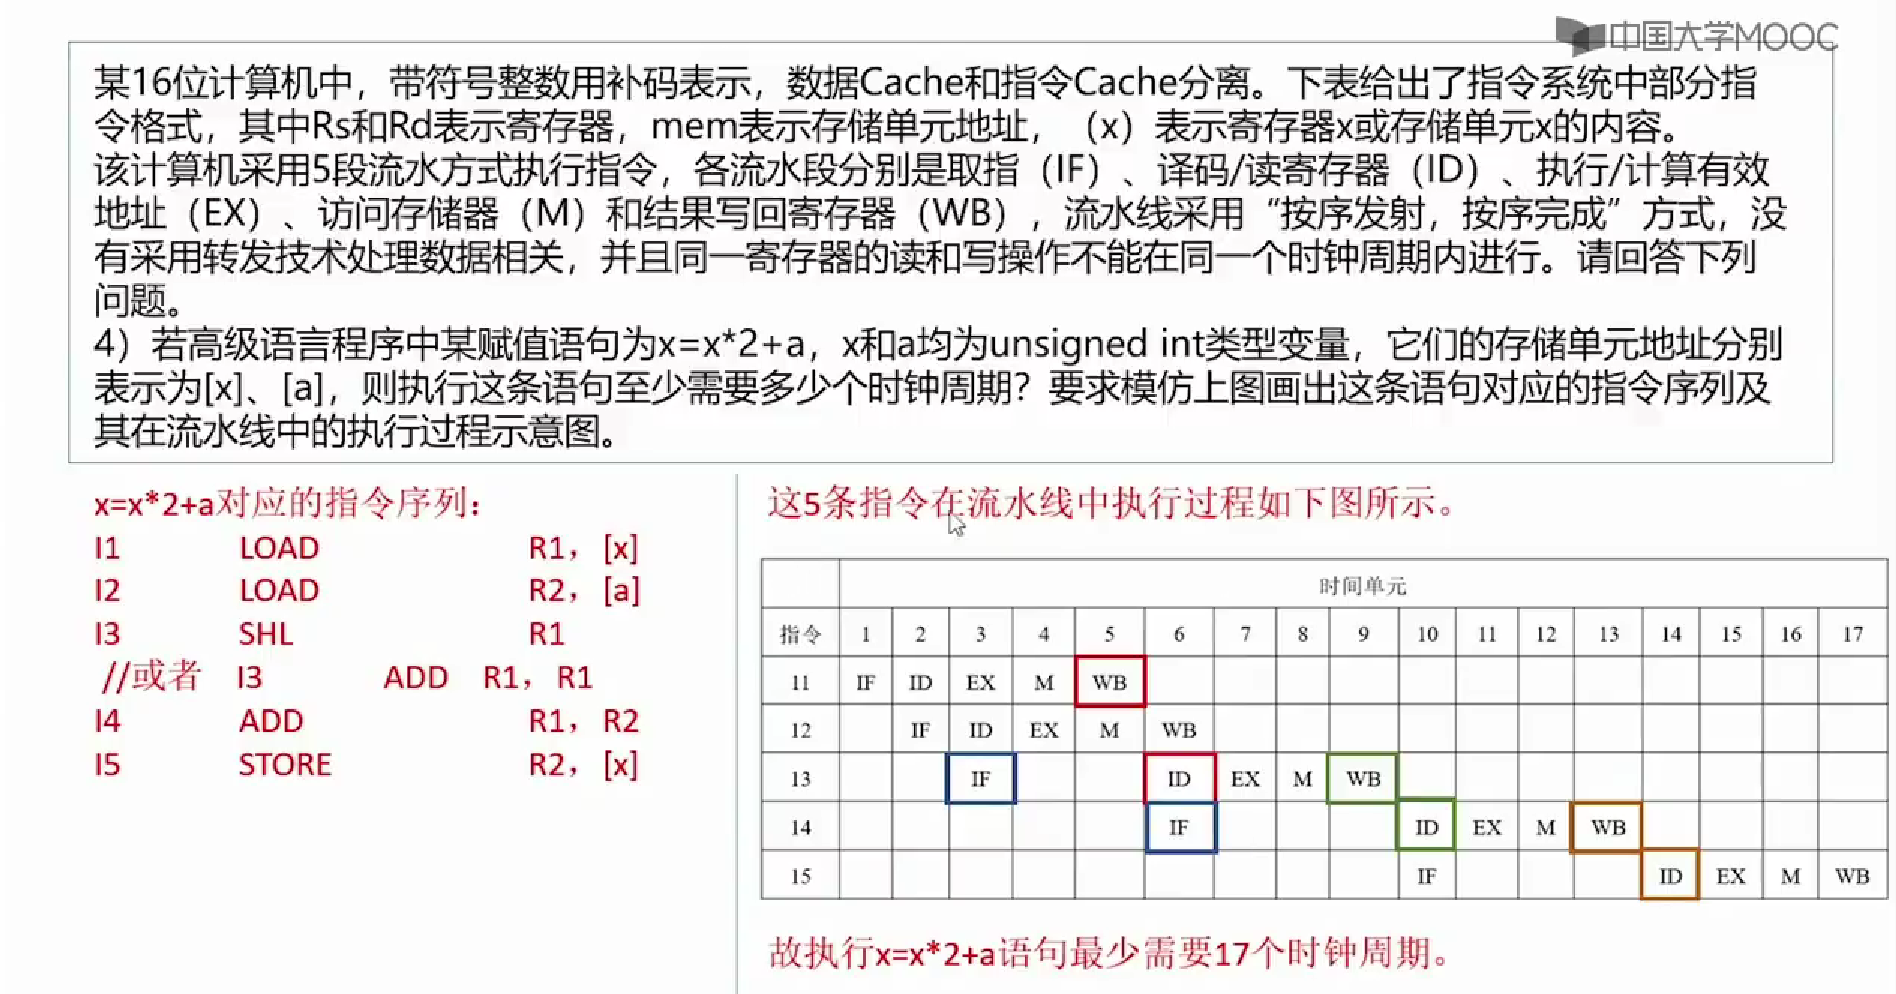 中国大学MOOC
某16位计算机中，带符号整数用补码表示，数据Cache和指令Cache分离。下表给出了指令系统中部分指
令格式，其中Rs和Rd表示寄存器，mem表示存储单元地址，（x）表示寄存器x或存储单元x的内容。
该计算机采用5段流水方式执行指令，各流水段分别是取指（IF）、译码/读寄存器（ID）、执行/计算有效
地址（EX）、访问存储器（M）和结果写回寄存器（WB），流水线采用“按序发射，按序完成”方式，没
有采用转发技术处理数据相关，并且同一寄存器的读和写操作不能在同一个时钟周期内进行。请回答下列
问题。
4）若高级语言程序中某赋值语句为x=x*2+a，x和a均为unsigned int类型变量，它们的存储单元地址分别
表示为[x]、[a]，则执行这条语句至少需要多少个时钟周期？要求模仿上图画出这条语句对应的指令序列及
其在流水线中的执行过程示意图。
x=x*2+a对应的指令序列：
I1 LOAD R1，[x]
I2 LOAD R2，[a]
I3 SHL R1
//或者 I3 ADD R1，R1
I4 ADD R1，R2
I5 STORE R2，[x]
这5条指令在流水线中执行过程如下图所示。
时间单元
指令 1 2 3 4 5 6 7 8 9 10 11 12 13 14 15 16 17
11 IF ID EX M WB
12 IF ID EX M WB
13 IF ID EX M WB
14 IF ID EX M WB
15 IF ID EX M WB
故执行x=x*2+a语句最少需要17个时钟周期。